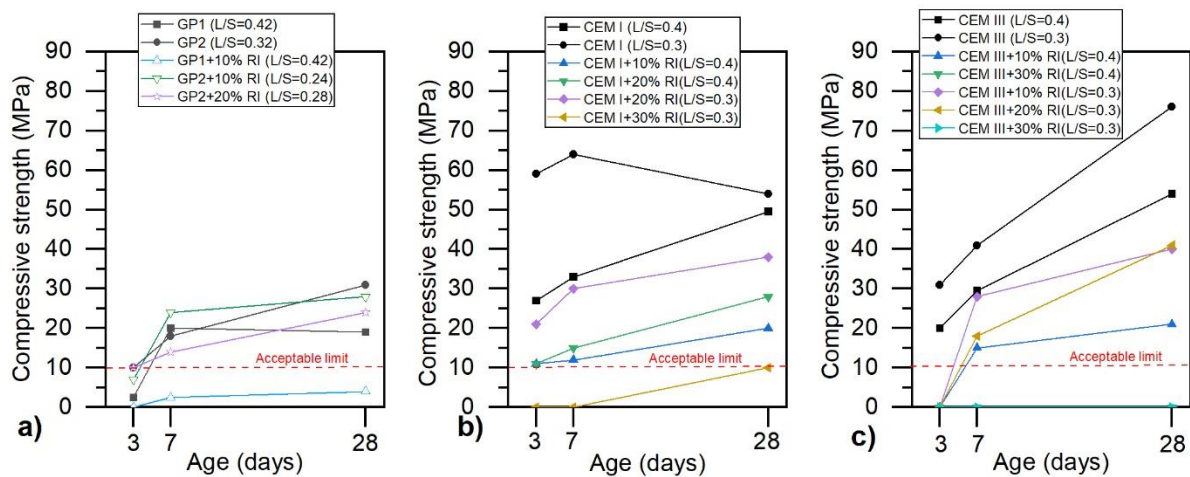 GP1 (L/S=0.42)
GP2 (L/S=0.32)
GP1+10% RI (L/S=0.42)
GP2+10% RI (L/S=0.24)
GP2+20% RI (L/S=0.28)
90
80
70
60
50
40
30
20
10
0
Compressive strength (MPa)
Acceptable limit
3
7
28
Age (days)
a)
CEM I (L/S=0.4)
CEM I (L/S=0.3)
CEM I+10% RI(L/S=0.4)
CEM I+20% RI(L/S=0.4)
CEM I+20% RI(L/S=0.3)
CEM I+30% RI(L/S=0.3)
90
80
70
60
50
40
30
20
10
0
Compressive strength (MPa)
Acceptable limit
3
7
28
Age (days)
b)
CEM III (L/S=0.4)
CEM III (L/S=0.3)
CEM III+10% RI(L/S=0.4)
CEM III+30% RI(L/S=0.4)
CEM III+10% RI(L/S=0.3)
CEM III+20% RI(L/S=0.3)
CEM III+30% RI(L/S=0.3)
90
80
70
60
50
40
30
20
10
0
Compressive strength (MPa)
Acceptable limit
3
7
28
Age (days)
c)